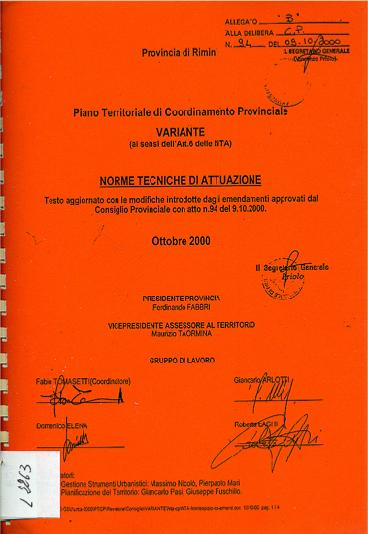 ALLEGATO "B"
ALLA DELIBERA C.P.
N. 94 DEL 09-10/2000
IL SEGRETARIO GENERALE
Provincia di Rimini
Piano Territoriale di Coordinamento Provinciale
VARIANTE
(ai sensi dell'Art.6 delle NTA)
NORME TECNICHE DI ATTUAZIONE
Testo aggiornato con le modifiche introdotte dagli emendamenti approvati dal
Consiglio Provinciale con atto n.94 del 9.10.2000.
Ottobre 2000
Il Segretario Generale
Priolo
PRESIDENTE PROVINCIA
Ferdinando FABBRI
VICEPRESIDENTE ASSESSORE AL TERRITORIO
Maurizio TAORMINA
GRUPPO DI LAVORO
Fabio TOMASETTI(Coordinatore)
Giancarlo ARLOTTI
Domenico ELENA
Roberto
atori:
Gestione Strumenti Urbanistici: Massimo Nicolò, Pierpaolo Mari
Pianificazione del Territorio: Giancarlo Pasi, Giuseppe Fuschillo.
L 2263